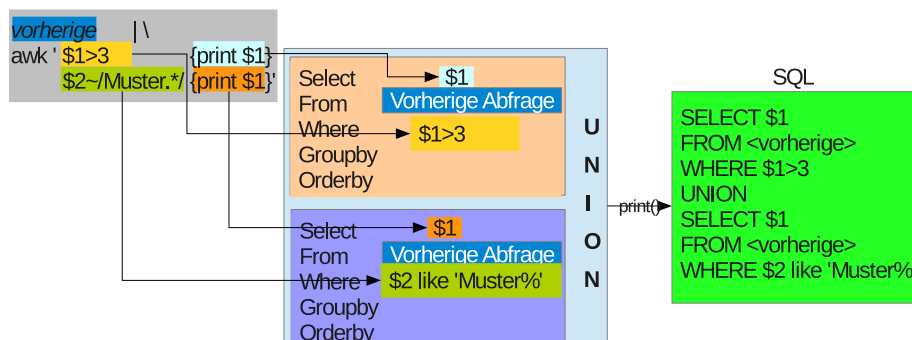 vorherige | \
awk ' $1>3 {print $1}
$2~/Muster.*/ {print $1}'
Select $1
From Vorherige Abfrage
Where $1>3
Groupby
Orderby
Select $1
From Vorherige Abfrage
Where $2 like 'Muster%'
Groupby
Orderby
U
N
I
O
N
print()
SQL
SELECT $1
FROM <vorherige>
WHERE $1>3
UNION
SELECT $1
FROM <vorherige>
WHERE $2 like 'Muster%